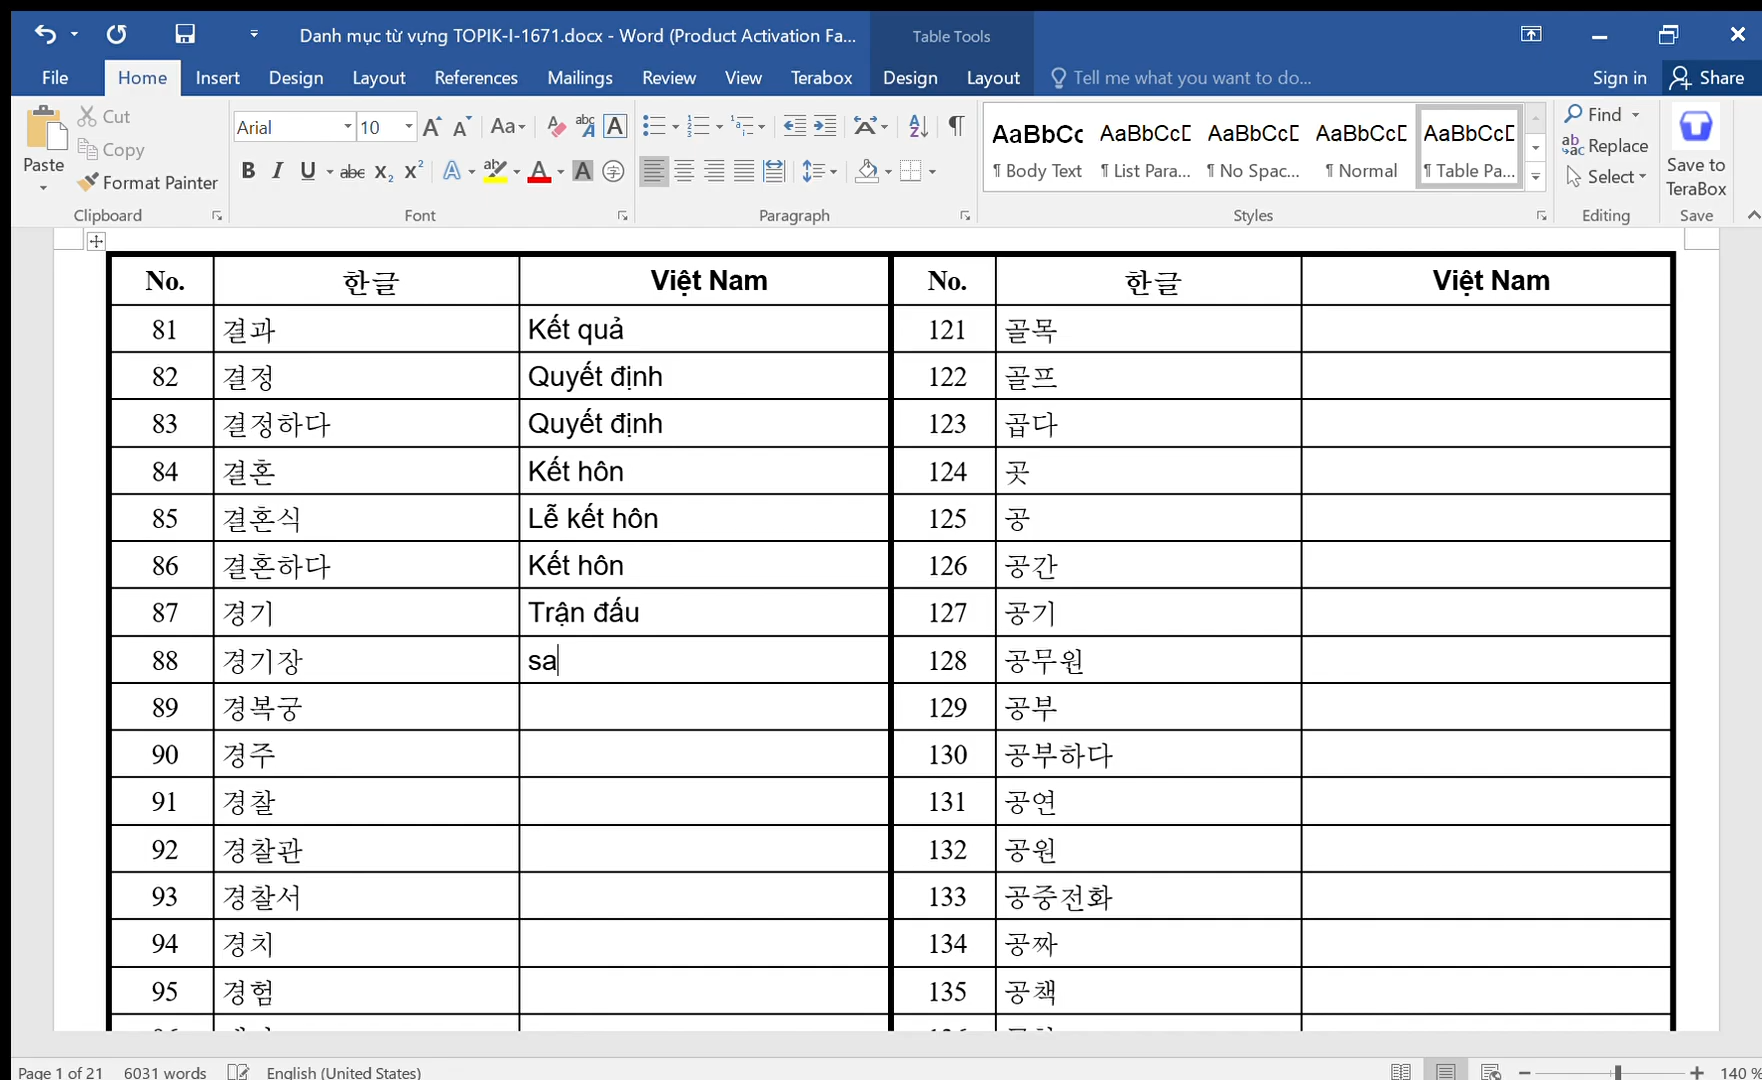 Danh mục từ vựng TOPIK-I-1671.docx - Word (Product Activation Fa...
Table Tools
File Home Insert Design Layout References Mailings Review View Terabox Design Layout Tell me what you want to do... Sign in Share
Paste
Cut
Copy
Format Painter
Clipboard
Arial 10
Font
Paragraph
AaBbCc AaBbCcD AaBbCcD AaBbCcD AaBbCcD
¶ Body Text ¶ List Para... ¶ No Spac... ¶ Normal ¶ Table Pa...
Styles
Find
Replace
Select
Editing
Save to
TeraBox
Save
No. 한글 Việt Nam No. 한글 Việt Nam
81 결과 Kết quả 121 골목
82 결정 Quyết định 122 골프
83 결정하다 Quyết định 123 곱다
84 결혼 Kết hôn 124 곳
85 결혼식 Lễ kết hôn 125 공
86 결혼하다 Kết hôn 126 공간
87 경기 Trận đấu 127 공기
88 경기장 sa 128 공무원
89 경복궁 129 공부
90 경주 130 공부하다
91 경찰 131 공연
92 경찰관 132 공원
93 경찰서 133 공중전화
94 경치 134 공짜
95 경험 135 공책
Page 1 of 21 6031 words English (United States) 140 %